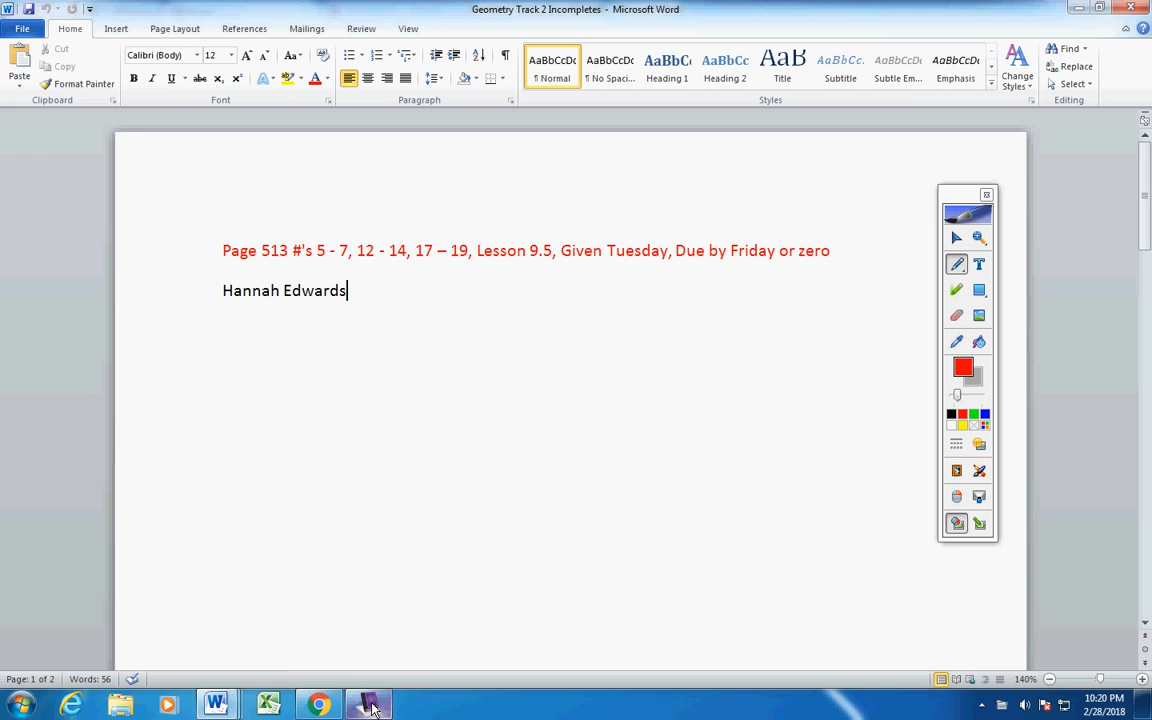 Geometry Track 2 Incompletes - Microsoft Word
File Home Insert Page Layout References Mailings Review View
Cut
Copy
Format Painter
Paste
Clipboard
Calibri (Body) 12
Font
Paragraph
AaBbCcDc AaBbCcDc AaBbC AaBbCc AaB AaBbCc. AaBbCcDc AaBbCcDc
¶ Normal ¶ No Spaci... Heading 1 Heading 2 Title Subtitle Subtle Em... Emphasis
Styles
Change Styles
Find
Replace
Select
Editing
Page 513 #'s 5 - 7, 12 - 14, 17 – 19, Lesson 9.5, Given Tuesday, Due by Friday or zero
Hannah Edwards
Page: 1 of 2 Words: 56 140%
10:20 PM
2/28/2018